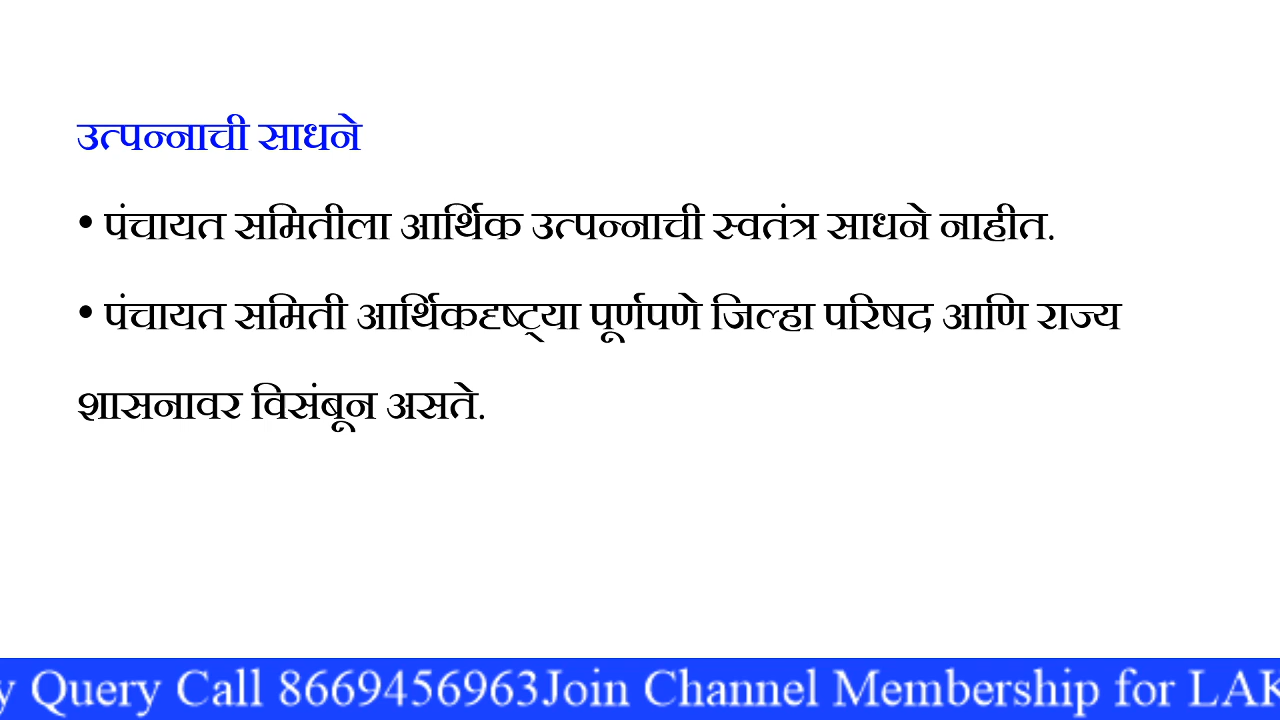 उत्पन्नाची साधने
• पंचायत समितीला आर्थिक उत्पन्नाची स्वतंत्र साधने नाहीत.
• पंचायत समिती आर्थिकदृष्ट्या पूर्णपणे जिल्हा परिषद आणि राज्य
शासनावर विसंबून असते.
y Query Call 8669456963Join Channel Membership for LAK